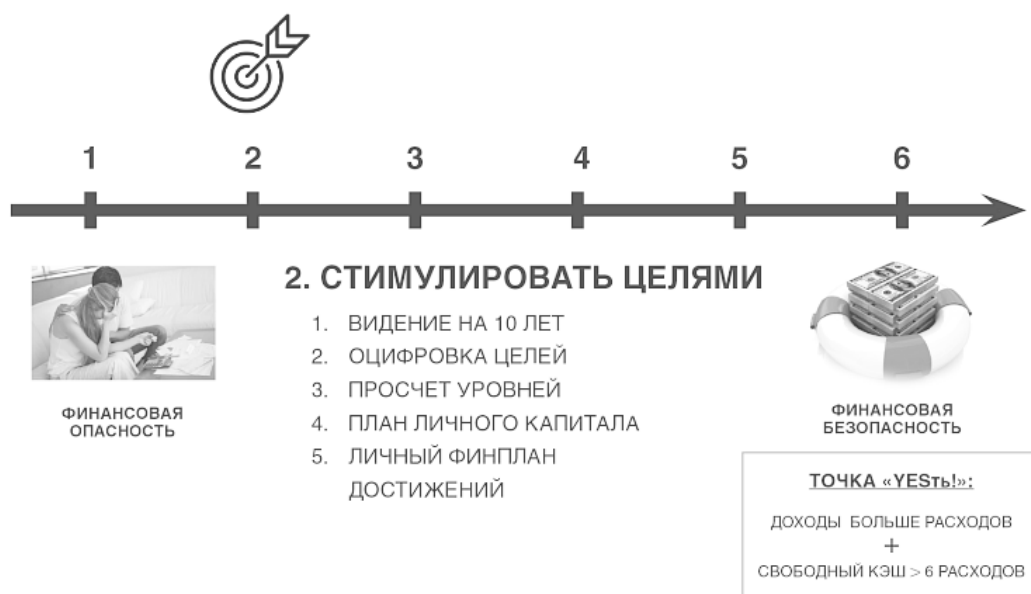 1 2 3 4 5 6
2. СТИМУЛИРОВАТЬ ЦЕЛЯМИ
1. ВИДЕНИЕ НА 10 ЛЕТ
2. ОЦИФРОВКА ЦЕЛЕЙ
3. ПРОСЧЕТ УРОВНЕЙ
4. ПЛАН ЛИЧНОГО КАПИТАЛА
5. ЛИЧНЫЙ ФИНПЛАН
ДОСТИЖЕНИЙ
ФИНАНСОВАЯ
ОПАСНОСТЬ
ФИНАНСОВАЯ
БЕЗОПАСНОСТЬ
ТОЧКА «YESть!»:
ДОХОДЫ БОЛЬШЕ РАСХОДОВ
+
СВОБОДНЫЙ КЭШ > 6 РАСХОДОВ